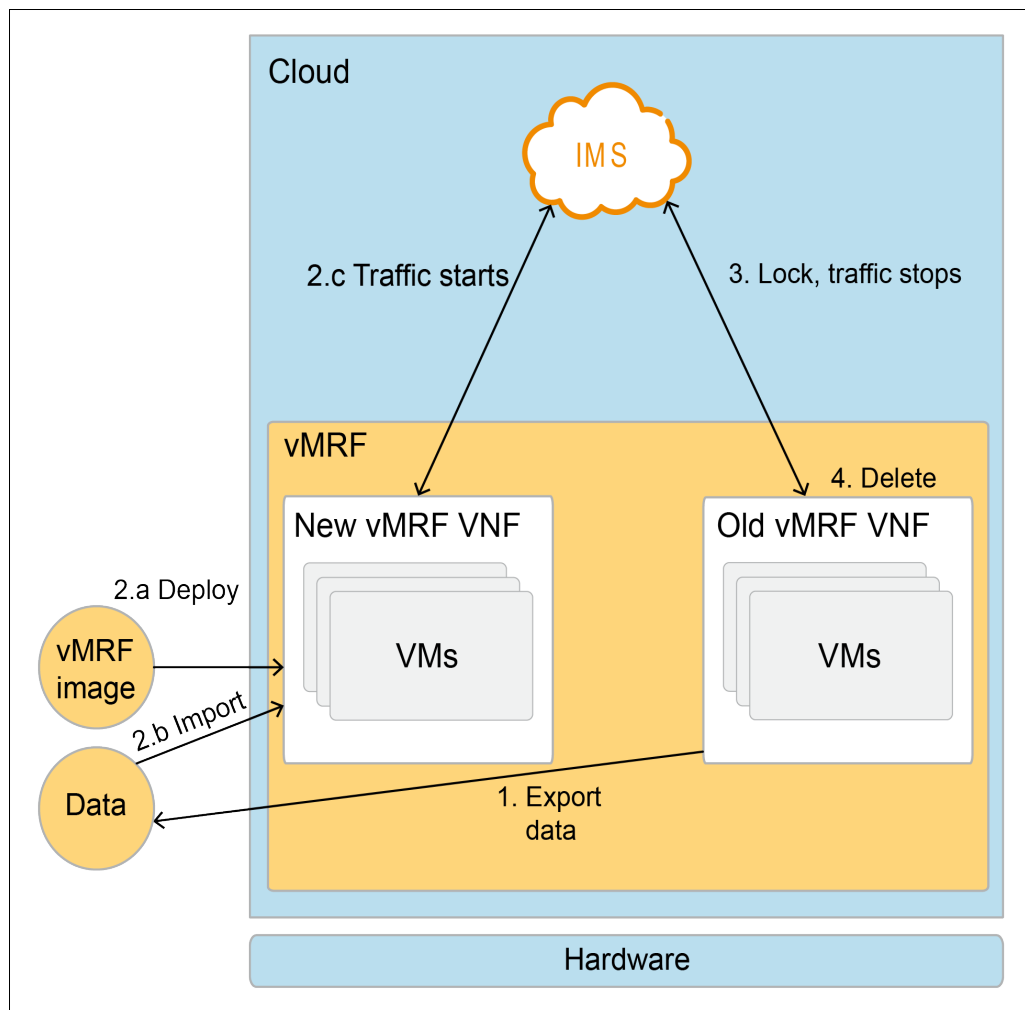 Cloud
IMS
2.c Traffic starts
3. Lock, traffic stops
vMRF
4. Delete
New vMRF VNF
Old vMRF VNF
2.a Deploy
vMRF
image
VMs
VMs
2.b Import
Data
1. Export
data
Hardware